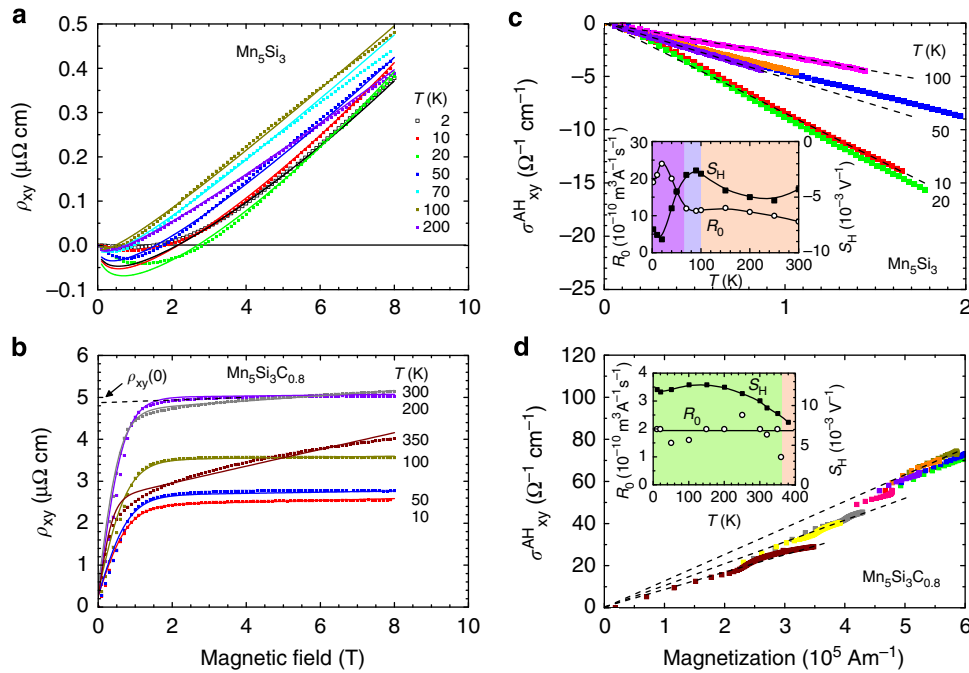 a
0.5
0.4
0.3
0.2
0.1
0.0
−0.1
ρxy (μΩ cm)
Mn5Si3
T (K)
2
10
20
50
70
100
200
0 2 4 6 8 10
b
6
5
4
3
2
1
0
ρxy (μΩ cm)
ρxy(0)
Mn5Si3C0.8
T (K)
300
200
350
100
50
10
0 2 4 6 8 10
Magnetic field (T)
c
0
−5
−10
−15
−20
−25
σAHxy (Ω−1 cm−1)
T (K)
100
50
10
20
R0 (10−10 m3A−1s−1)
20
15
10
5
0
SH
R0
0
−5
−10
SH (10−3 V−1)
0 100 200 300
T (K)
Mn5Si3
0 1 2
d
120
100
80
60
40
20
0
σAHxy (Ω−1 cm−1)
R0 (10−10 m3A−1s−1)
4
3
2
1
0
SH
R0
10
5
0
SH (10−3 V−1)
0 100 200 300 400
T (K)
Mn5Si3C0.8
0 1 2 3 4 5 6
Magnetization (105 Am−1)